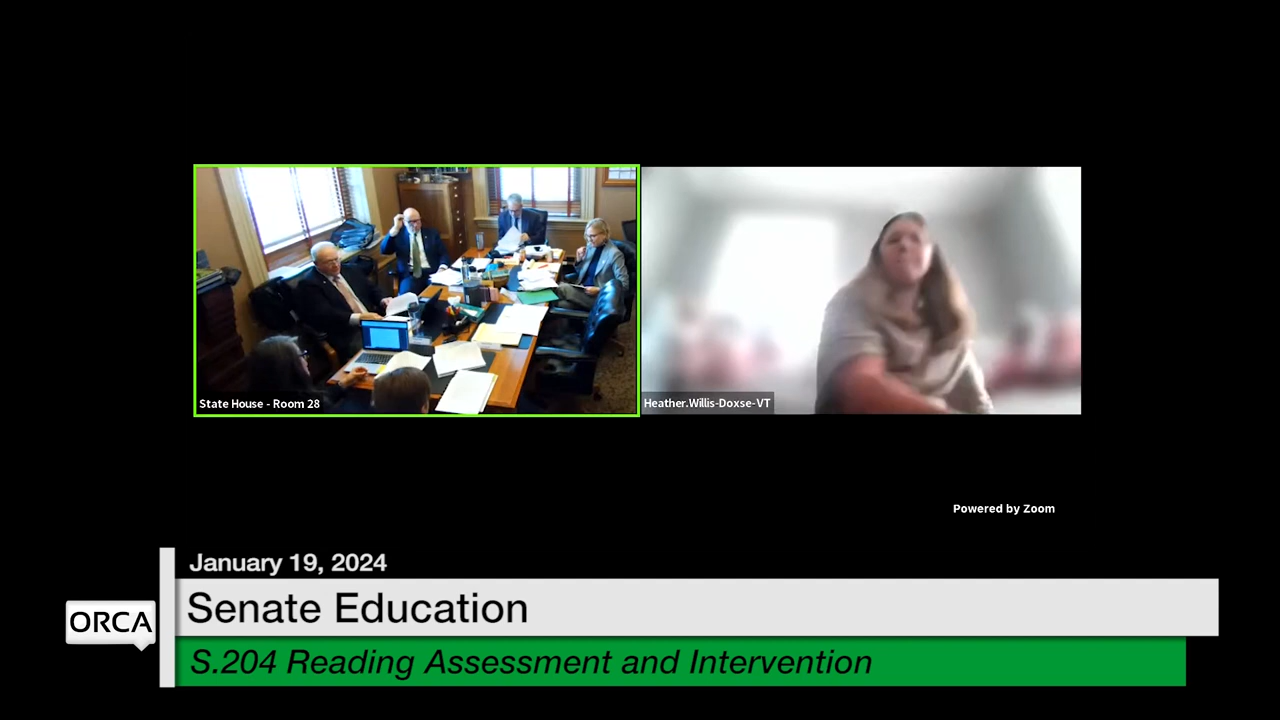 State House - Room 28
Heather.Willis-Doxse-VT
Powered by Zoom
January 19, 2024
Senate Education
ORCA
S.204 Reading Assessment and Intervention